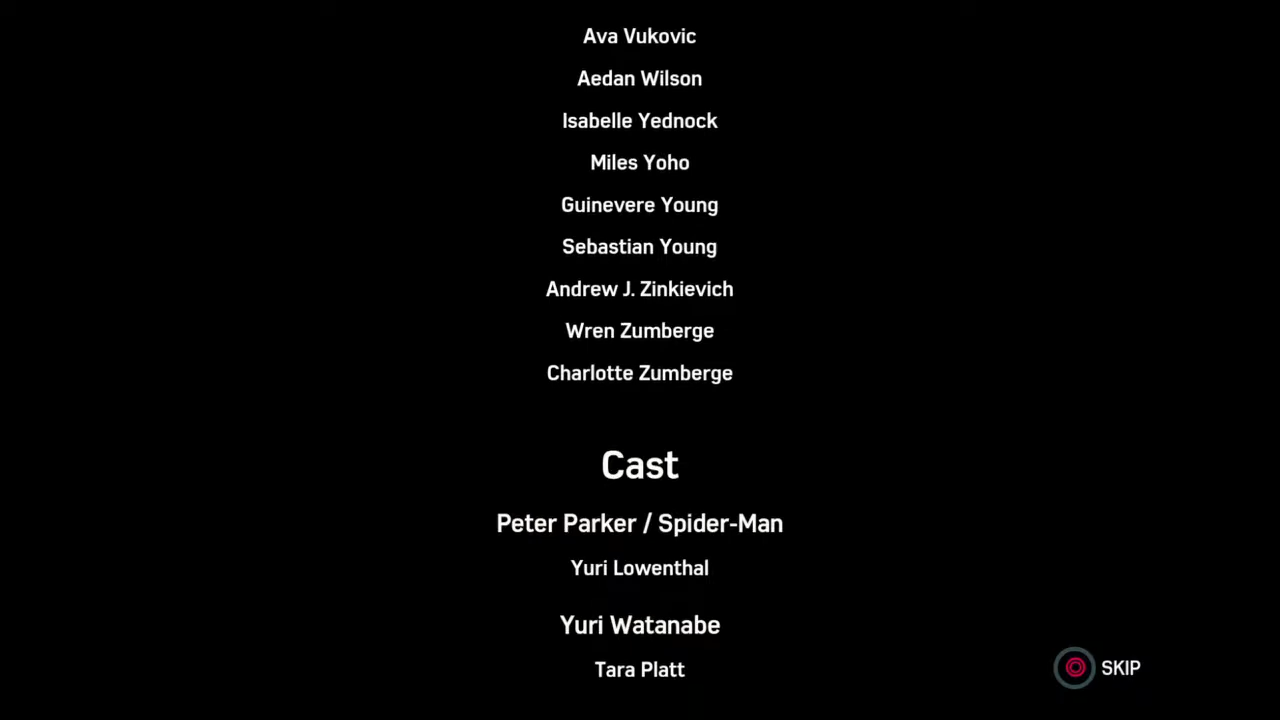 Ava Vukovic
Aedan Wilson
Isabelle Yednock
Miles Yoho
Guinevere Young
Sebastian Young
Andrew J. Zinkievich
Wren Zumberge
Charlotte Zumberge
Cast
Peter Parker / Spider-Man
Yuri Lowenthal
Yuri Watanabe
Tara Platt
SKIP